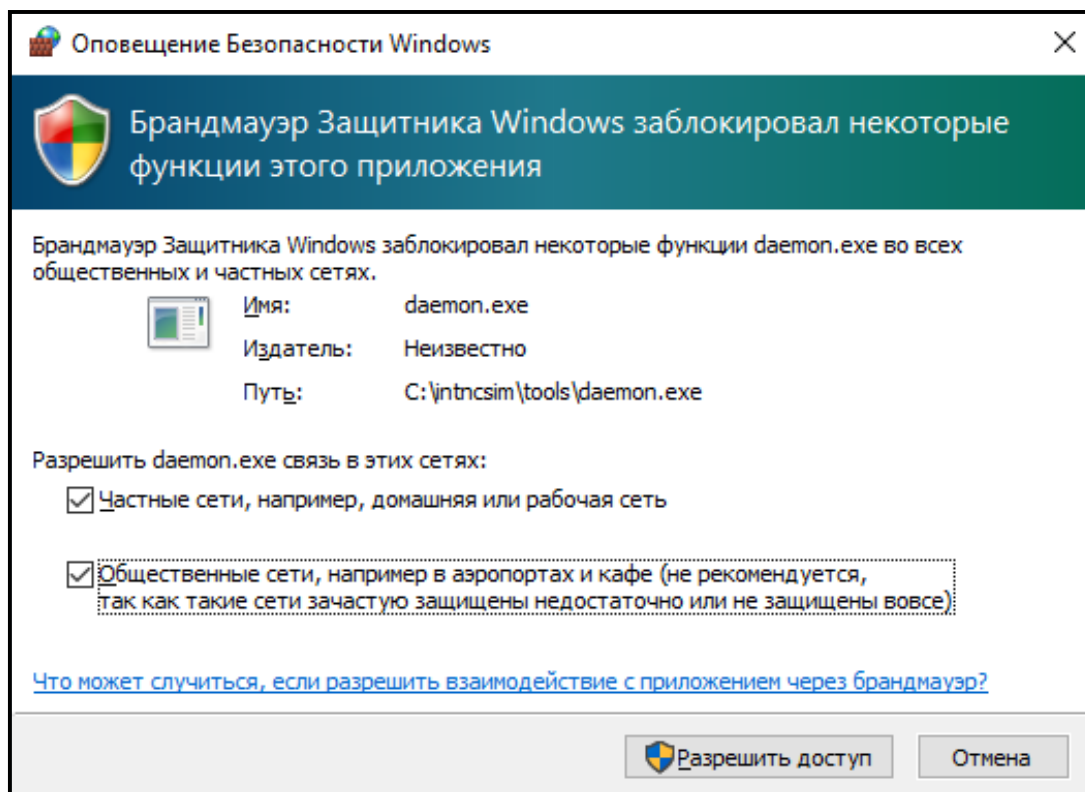 Оповещение Безопасности Windows
Брандмауэр Защитника Windows заблокировал некоторые
функции этого приложения
Брандмауэр Защитника Windows заблокировал некоторые функции daemon.exe во всех
общественных и частных сетях.
Имя: daemon.exe
Издатель: Неизвестно
Путь: C:\intncsim\tools\daemon.exe
Разрешить daemon.exe связь в этих сетях:
Частные сети, например, домашняя или рабочая сеть
Общественные сети, например в аэропортах и кафе (не рекомендуется,
так как такие сети зачастую защищены недостаточно или не защищены вовсе)
Что может случиться, если разрешить взаимодействие с приложением через брандмауэр?
Разрешить доступ Отмена